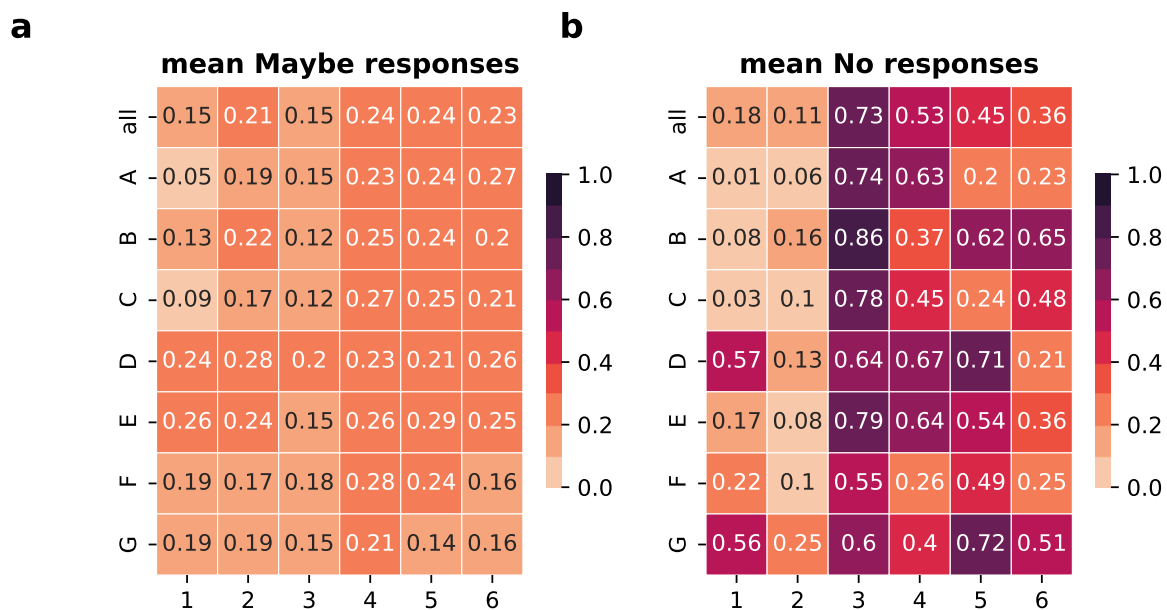 a
b
mean Maybe responses
mean No responses
all 0.15 0.21 0.15 0.24 0.24 0.23
A 0.05 0.19 0.15 0.23 0.24 0.27
B 0.13 0.22 0.12 0.25 0.24 0.2
C 0.09 0.17 0.12 0.27 0.25 0.21
D 0.24 0.28 0.2 0.23 0.21 0.26
E 0.26 0.24 0.15 0.26 0.29 0.25
F 0.19 0.17 0.18 0.28 0.24 0.16
G 0.19 0.19 0.15 0.21 0.14 0.16
1 2 3 4 5 6
1.0
0.8
0.6
0.4
0.2
0.0
all 0.18 0.11 0.73 0.53 0.45 0.36
A 0.01 0.06 0.74 0.63 0.2 0.23
B 0.08 0.16 0.86 0.37 0.62 0.65
C 0.03 0.1 0.78 0.45 0.24 0.48
D 0.57 0.13 0.64 0.67 0.71 0.21
E 0.17 0.08 0.79 0.64 0.54 0.36
F 0.22 0.1 0.55 0.26 0.49 0.25
G 0.56 0.25 0.6 0.4 0.72 0.51
1 2 3 4 5 6
1.0
0.8
0.6
0.4
0.2
0.0